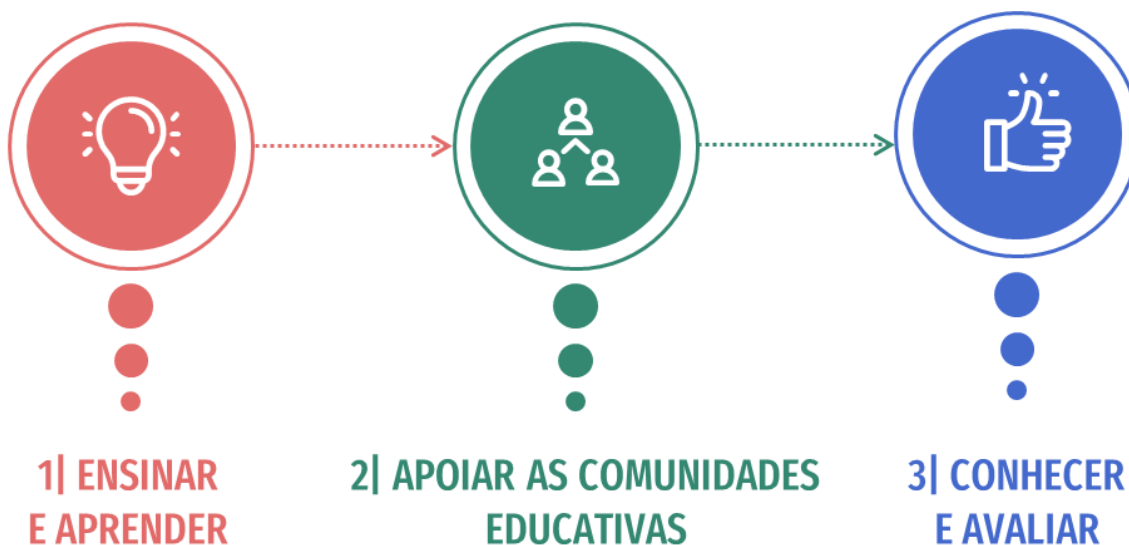 1| ENSINAR
E APRENDER
2| APOIAR AS COMUNIDADES
EDUCATIVAS
3| CONHECER
E AVALIAR